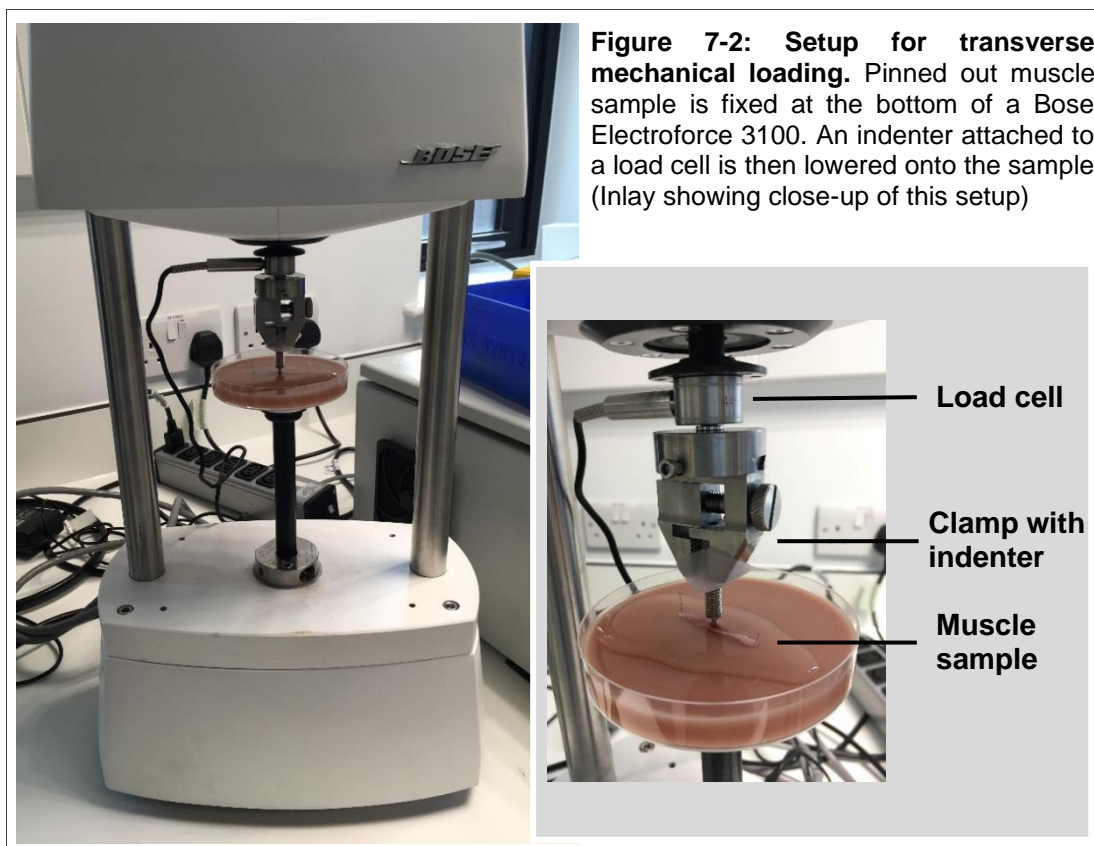 Figure 7-2: Setup for transverse
mechanical loading. Pinned out muscle
sample is fixed at the bottom of a Bose
Electroforce 3100. An indenter attached to
a load cell is then lowered onto the sample
(Inlay showing close-up of this setup)
BOSE
Load cell
Clamp with
indenter
Muscle
sample